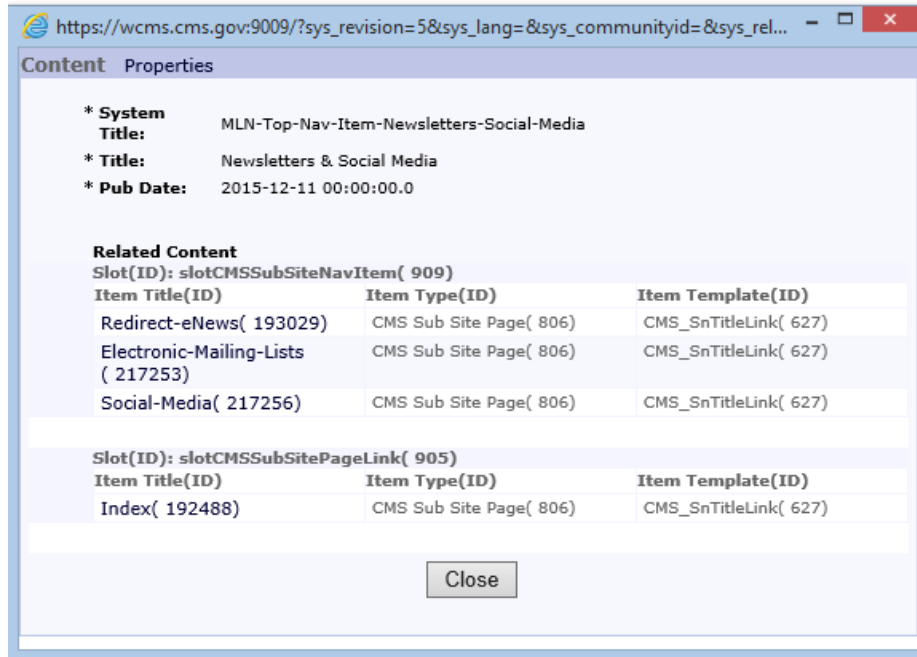 https://wcms.cms.gov:9009/?sys_revision=5&sys_lang=&sys_communityid=&sys_rel...
Content Properties
* System Title: MLN-Top-Nav-Item-Newsletters-Social-Media
* Title: Newsletters & Social Media
* Pub Date: 2015-12-11 00:00:00.0
Related Content
Slot(ID): slotCMSSubSiteNavItem( 909)
Item Title(ID) Item Type(ID) Item Template(ID)
Redirect-eNews( 193029) CMS Sub Site Page( 806) CMS_SnTitleLink( 627)
Electronic-Mailing-Lists ( 217253) CMS Sub Site Page( 806) CMS_SnTitleLink( 627)
Social-Media( 217256) CMS Sub Site Page( 806) CMS_SnTitleLink( 627)
Slot(ID): slotCMSSubSitePageLink( 905)
Item Title(ID) Item Type(ID) Item Template(ID)
Index( 192488) CMS Sub Site Page( 806) CMS_SnTitleLink( 627)
Close